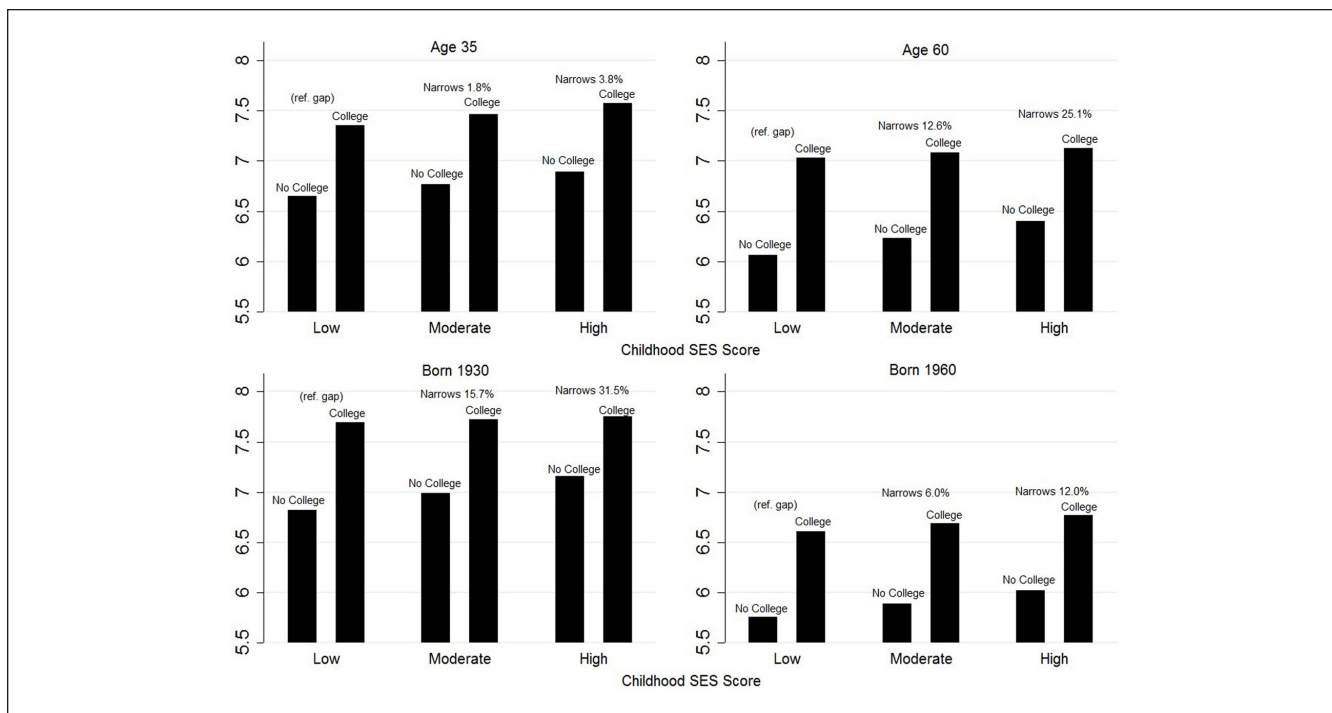 Age 35
8
7.5
7
6.5
6
5.5
(ref. gap)
Narrows 1.8%
Narrows 3.8%
No College
College
No College
College
No College
College
Low
Moderate
High
Age 60
8
7.5
7
6.5
6
5.5
(ref. gap)
Narrows 12.6%
Narrows 25.1%
No College
College
No College
College
No College
College
Low
Moderate
High
Childhood SES Score
Born 1930
8
7.5
7
6.5
6
5.5
(ref. gap)
Narrows 15.7%
Narrows 31.5%
No College
College
No College
College
No College
College
Low
Moderate
High
Born 1960
8
7.5
7
6.5
6
5.5
(ref. gap)
Narrows 6.0%
Narrows 12.0%
No College
College
No College
College
No College
College
Low
Moderate
High
Childhood SES Score